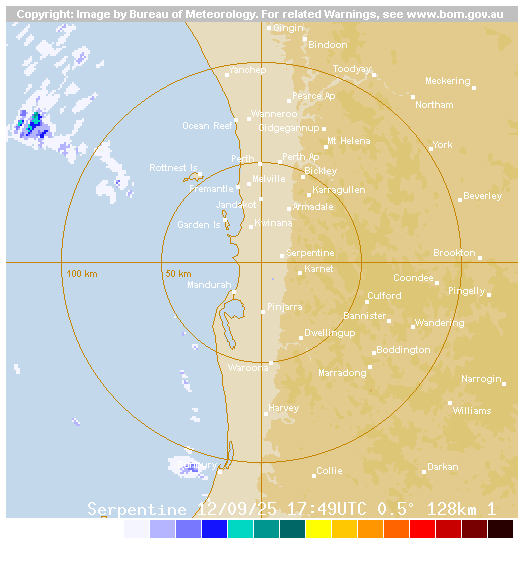 Copyright: Image by Bureau of Meteorology. For related Warnings, see www.bom.gov.au
Gingin
Bindoon
Yanchep
Toodyay
Meckering
Pearce Ap
Northam
Wanneroo
Ocean Reef
Gidgegannup
Mt Helena
York
Perth
Perth Ap
Rottnest Is
Bickley
Melville
Fremantle
Karragullen
Beverley
Jandakot
Armadale
Garden Is
Kwinana
Serpentine
Brookton
100 km
50 km
Karnet
Mandurah
Coondee
Pingelly
Culford
Pinjarra
Bannister
Wandering
Dwellingup
Boddington
Waroona
Marradong
Narrogin
Harvey
Williams
Bunbury
Collie
Darkan
Serpentine 12/09/25 17:49UTC 0.5° 128km 1